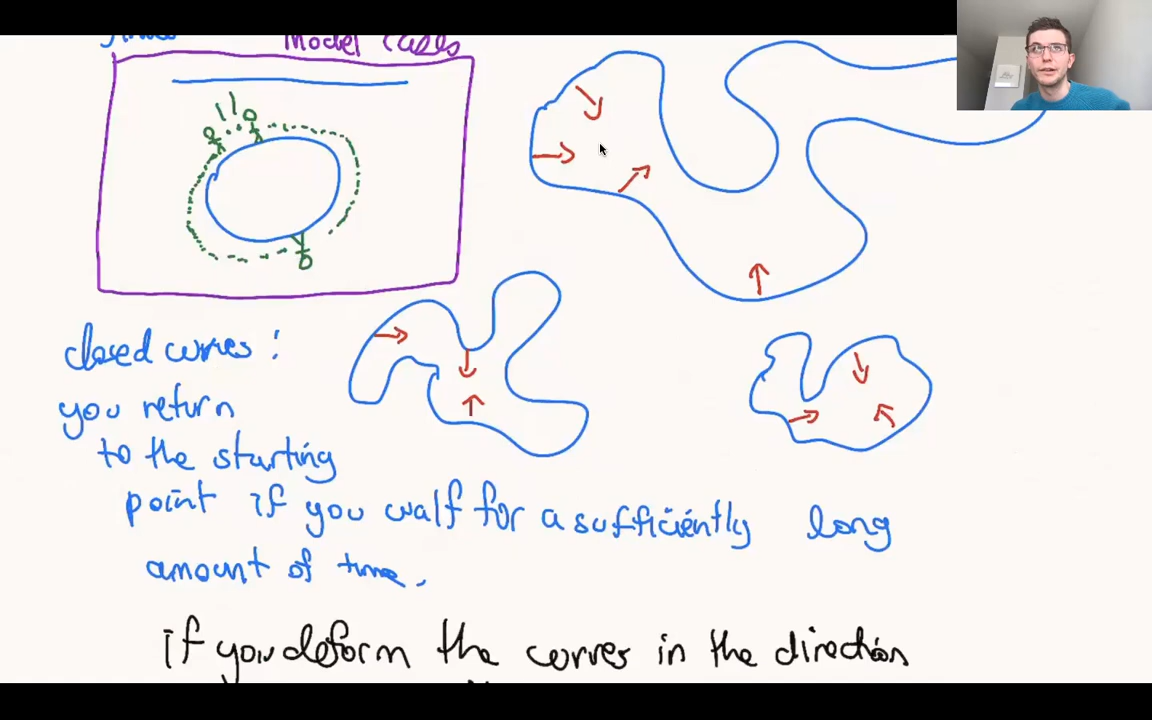 Model Cases
closed curves :
you return
to the starting
point if you walf for a sufficiently long
amount of time.
if you deform the curves in the direction